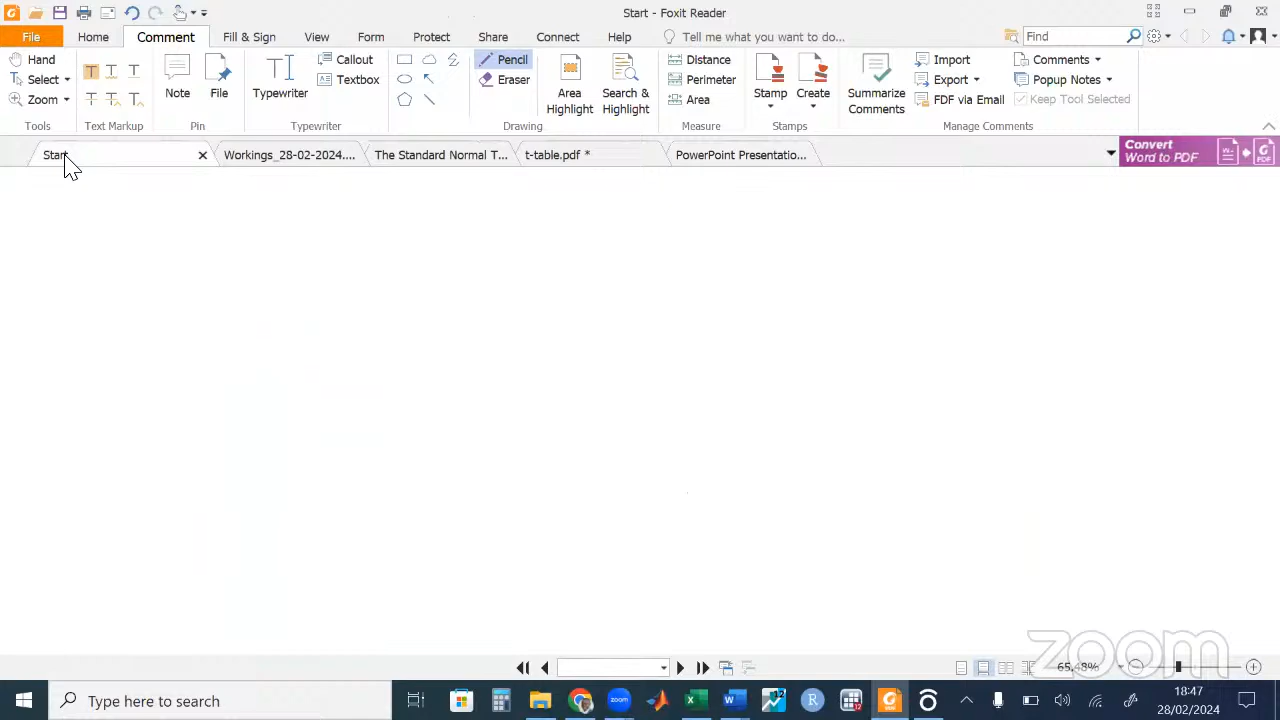 Start - Foxit Reader
File Home Comment Fill & Sign View Form Protect Share Connect Help Tell me what you want to do... Find
Hand
Select
Zoom
Tools
Text Markup
Note
File
Pin
Typewriter
Callout
Textbox
Typewriter
Pencil
Eraser
Area
Highlight
Search &
Highlight
Drawing
Distance
Perimeter
Area
Measure
Stamp
Create
Stamps
Summarize
Comments
Import
Export
FDF via Email
Comments
Popup Notes
Keep Tool Selected
Manage Comments
Start Workings_28-02-2024.... The Standard Normal T... t-table.pdf * PowerPoint Presentatio...
Convert
Word to PDF
zoom
65.48%
Type here to search
18:47
28/02/2024